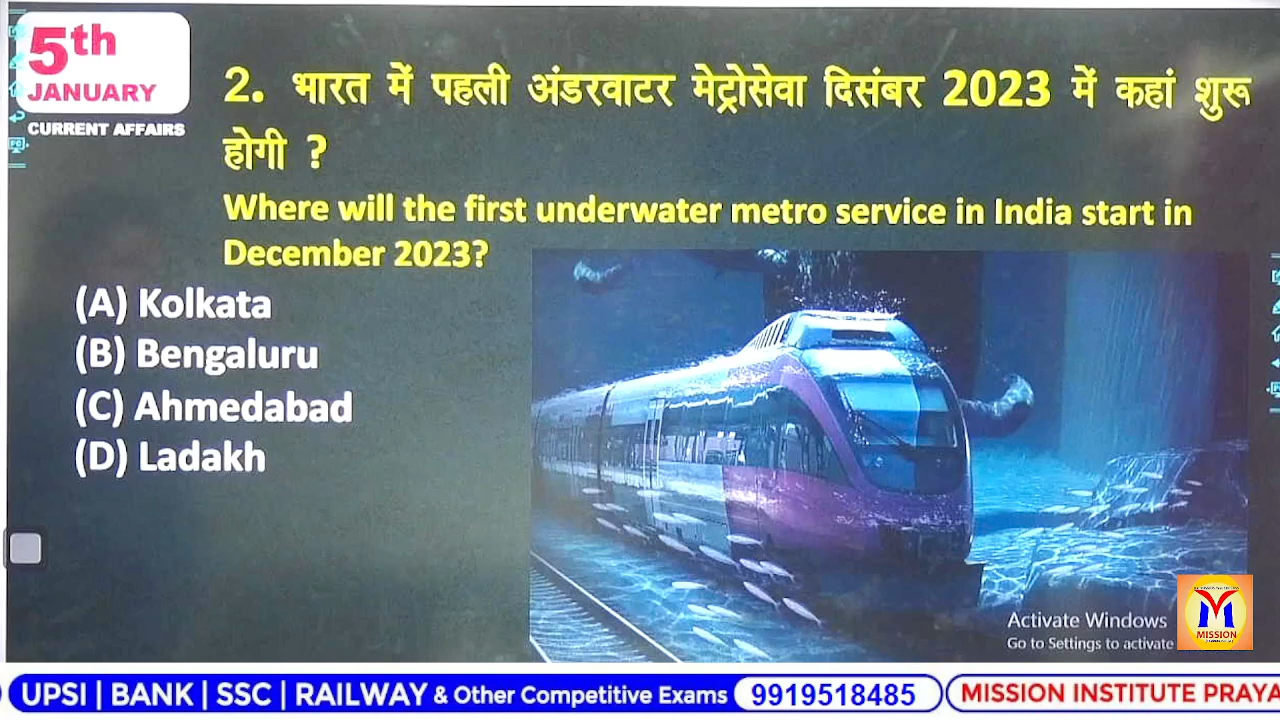 5th
JANUARY
CURRENT AFFAIRS
2. भारत में पहली अंडरवाटर मेट्रोसेवा दिसंबर 2023 में कहां शुरू
होगी ?
Where will the first underwater metro service in India start in
December 2023?
(A) Kolkata
(B) Bengaluru
(C) Ahmedabad
(D) Ladakh
Activate Windows
Go to Settings to activate
MISSION
UPSI | BANK | SSC | RAILWAY & Other Competitive Exams 9919518485 MISSION INSTITUTE PRAYA